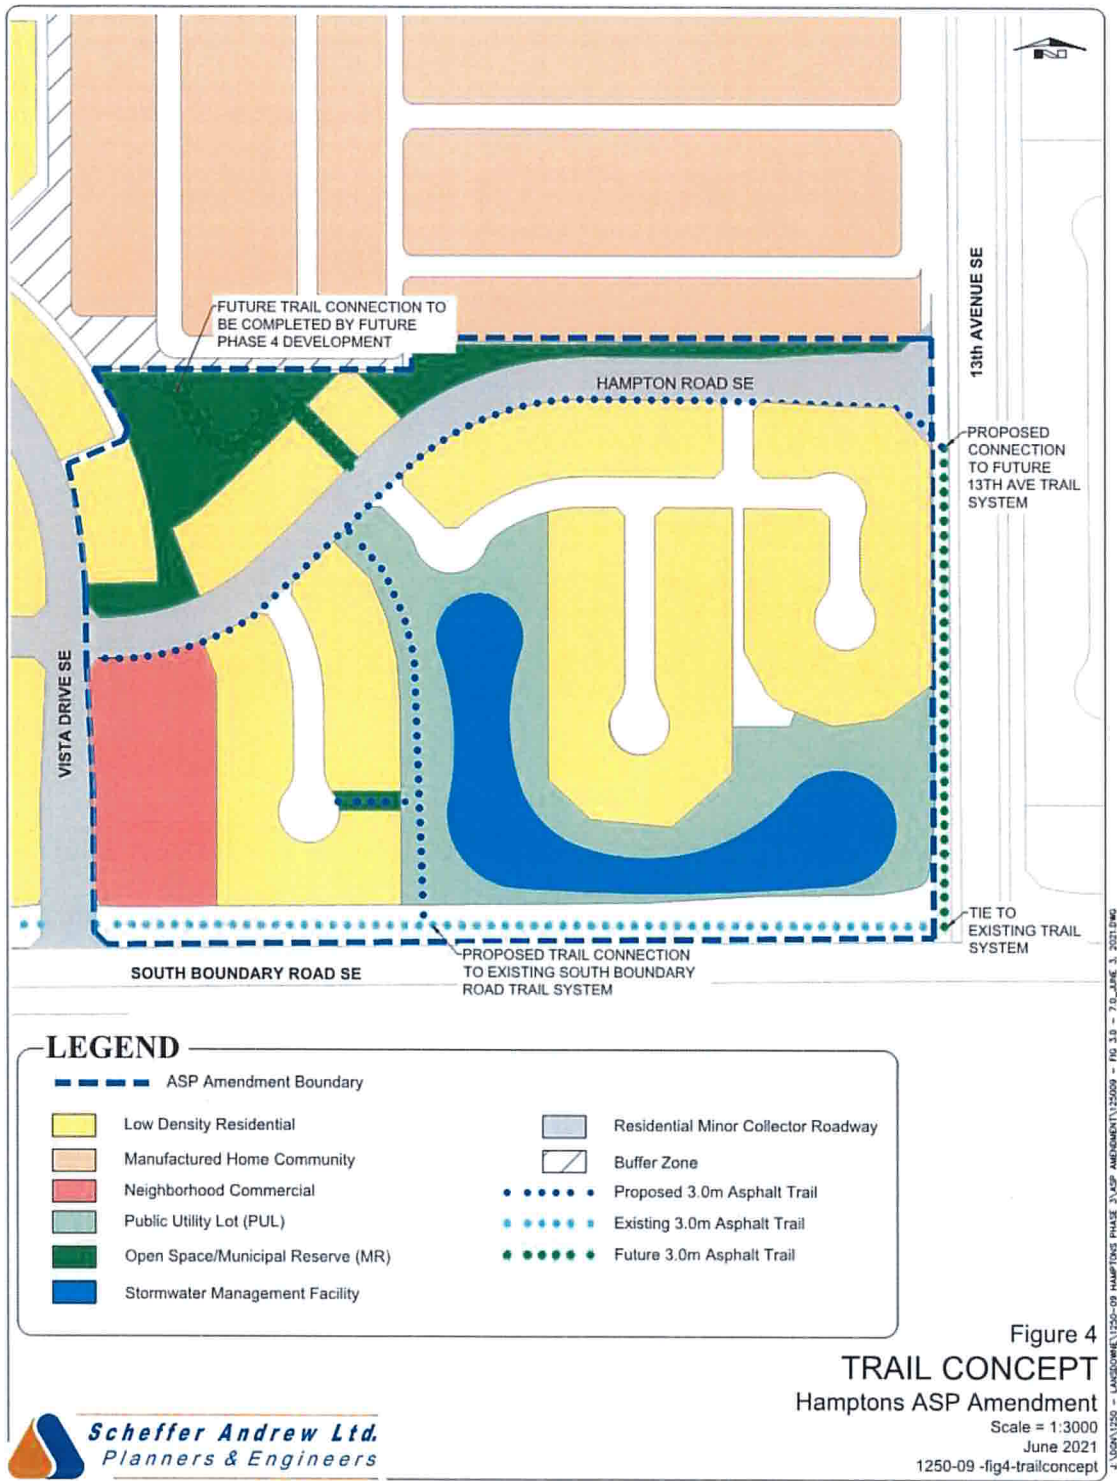 FUTURE TRAIL CONNECTION TO
BE COMPLETED BY FUTURE
PHASE 4 DEVELOPMENT
13th AVENUE SE
HAMPTON ROAD SE
PROPOSED
CONNECTION
TO FUTURE
13TH AVE TRAIL
SYSTEM
VISTA DRIVE SE
TIE TO
EXISTING TRAIL
SYSTEM
PROPOSED TRAIL CONNECTION
TO EXISTING SOUTH BOUNDARY
ROAD TRAIL SYSTEM
SOUTH BOUNDARY ROAD SE
LEGEND
ASP Amendment Boundary
Low Density Residential
Manufactured Home Community
Neighborhood Commercial
Public Utility Lot (PUL)
Open Space/Municipal Reserve (MR)
Stormwater Management Facility
Residential Minor Collector Roadway
Buffer Zone
Proposed 3.0m Asphalt Trail
Existing 3.0m Asphalt Trail
Future 3.0m Asphalt Trail
Figure 4
TRAIL CONCEPT
Hamptons ASP Amendment
Scale = 1:3000
June 2021
1250-09 -fig4-trailconcept
Scheffer Andrew Ltd.
Planners & Engineers